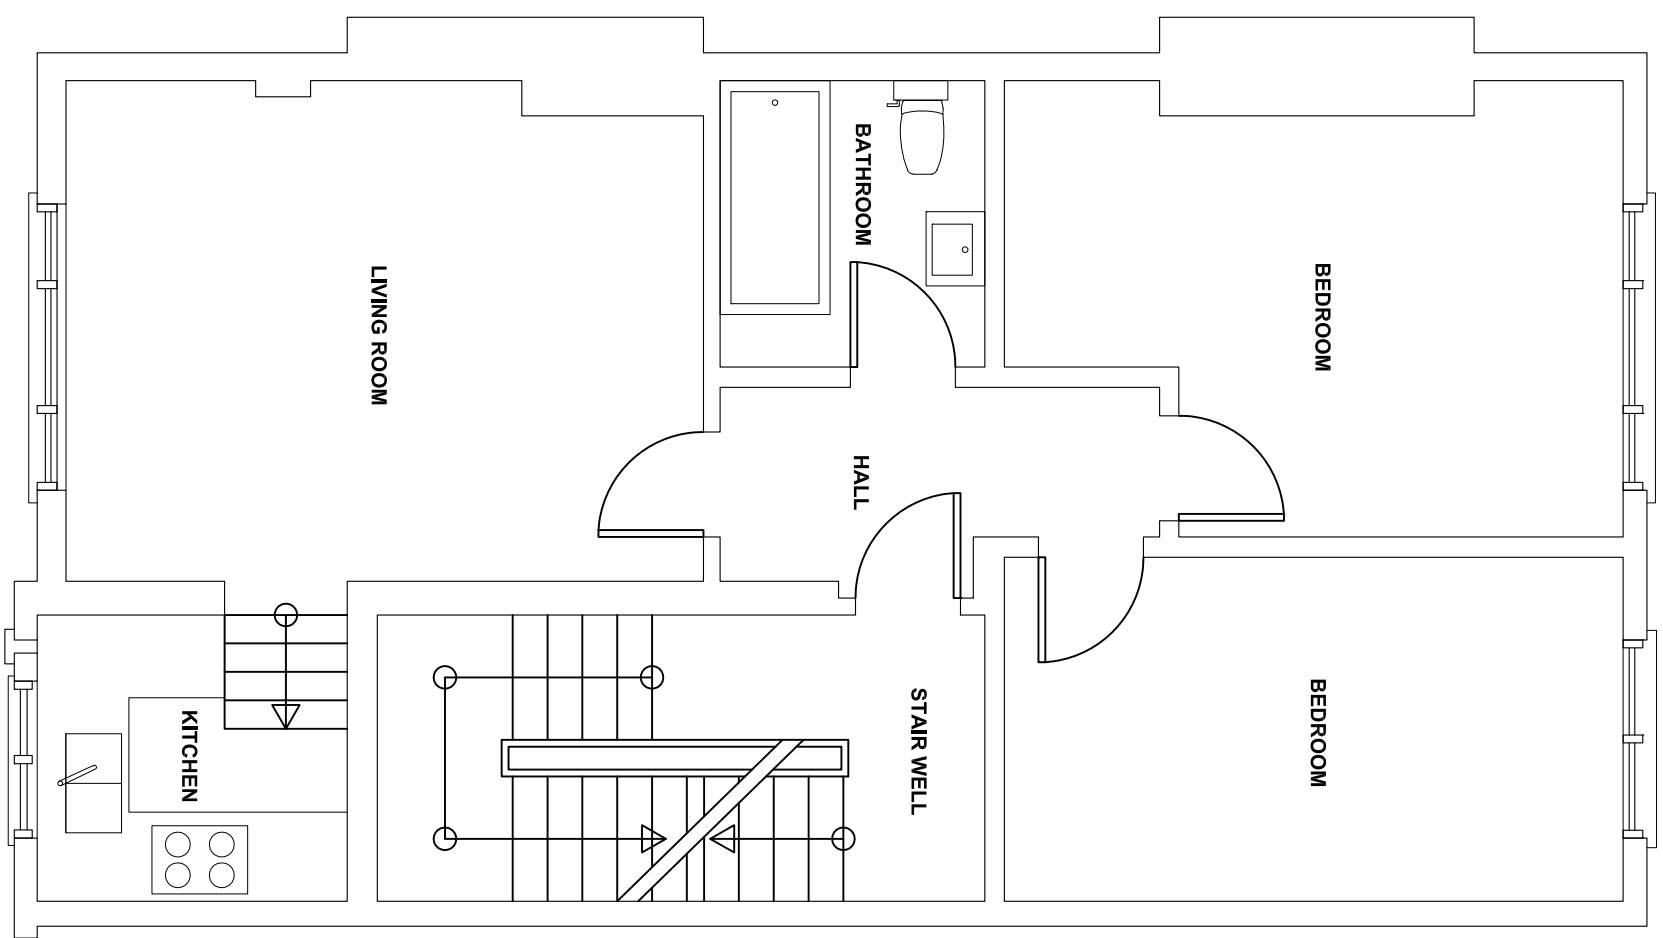 LIVING ROOM
BATHROOM
BEDROOM
HALL
KITCHEN
STAIR WELL
BEDROOM